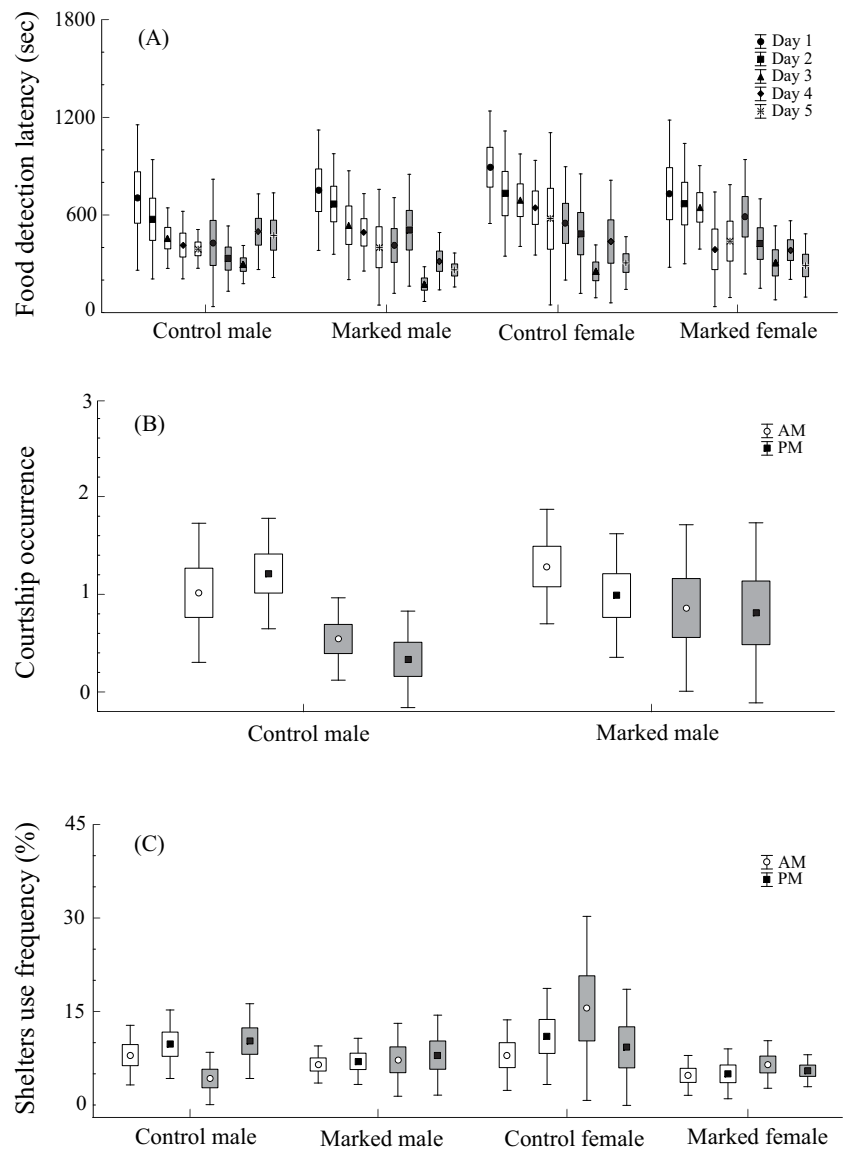 Food detection latency (sec)
1800
1200
600
0
(A)
Day 1
Day 2
Day 3
Day 4
Day 5
Control male
Marked male
Control female
Marked female
Courtship occurrence
3
2
1
0
(B)
AM
PM
Control male
Marked male
Shelters use frequency (%)
45
30
15
0
(C)
AM
PM
Control male
Marked male
Control female
Marked female